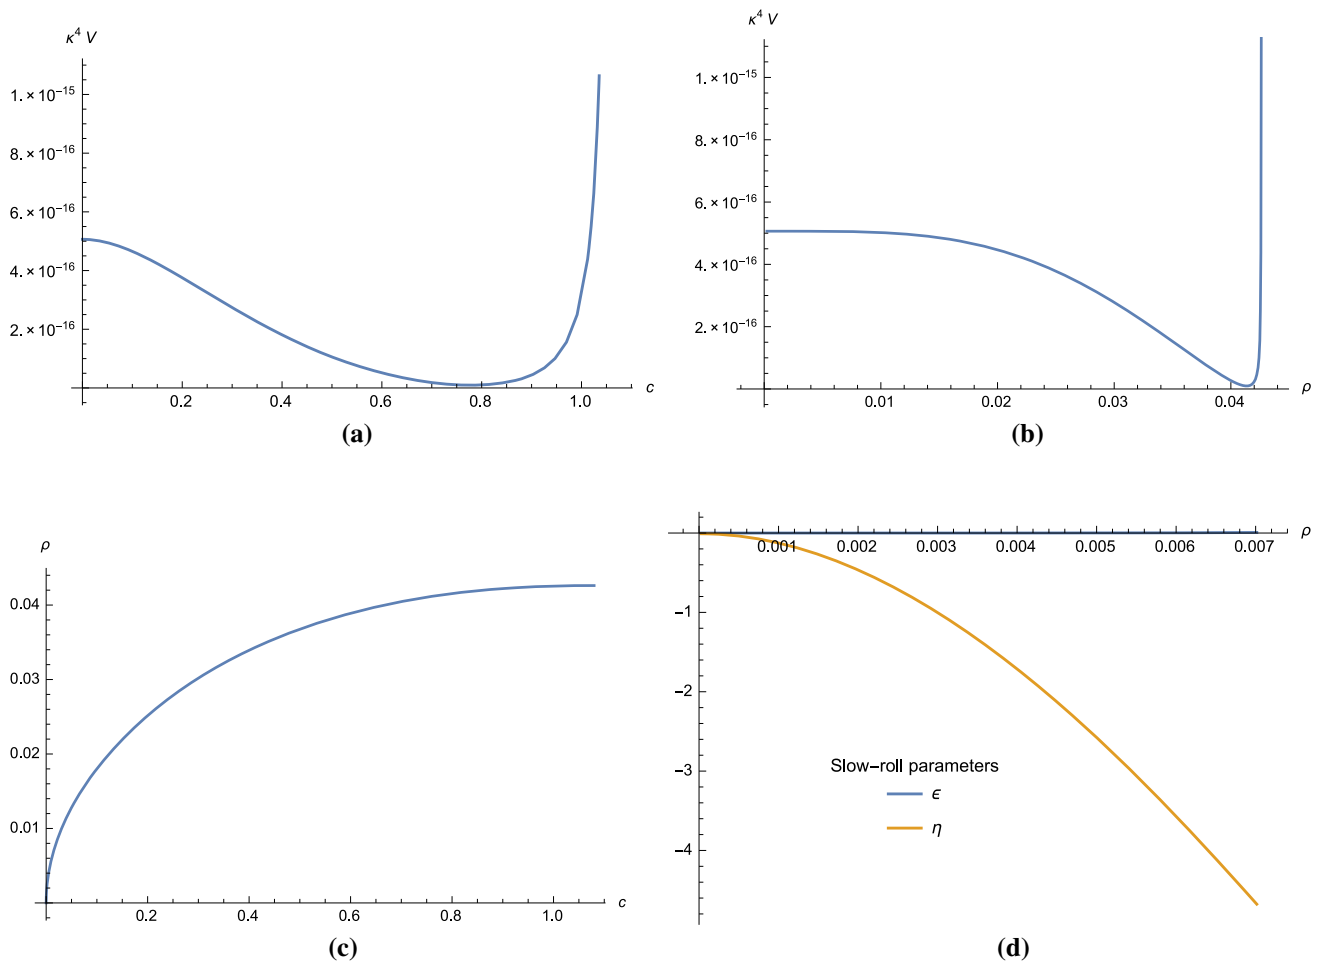 κ⁴ V
1.×10⁻¹⁵
8.×10⁻¹⁶
6.×10⁻¹⁶
4.×10⁻¹⁶
2.×10⁻¹⁶
0.2 0.4 0.6 0.8 1.0 c
(a)
κ⁴ V
1.×10⁻¹⁵
8.×10⁻¹⁶
6.×10⁻¹⁶
4.×10⁻¹⁶
2.×10⁻¹⁶
0.01 0.02 0.03 0.04 ρ
(b)
ρ
0.04
0.03
0.02
0.01
0.2 0.4 0.6 0.8 1.0 c
(c)
ρ
0.001 0.002 0.003 0.004 0.005 0.006 0.007
−1
−2
−3
−4
Slow−roll parameters
ϵ
η
(d)